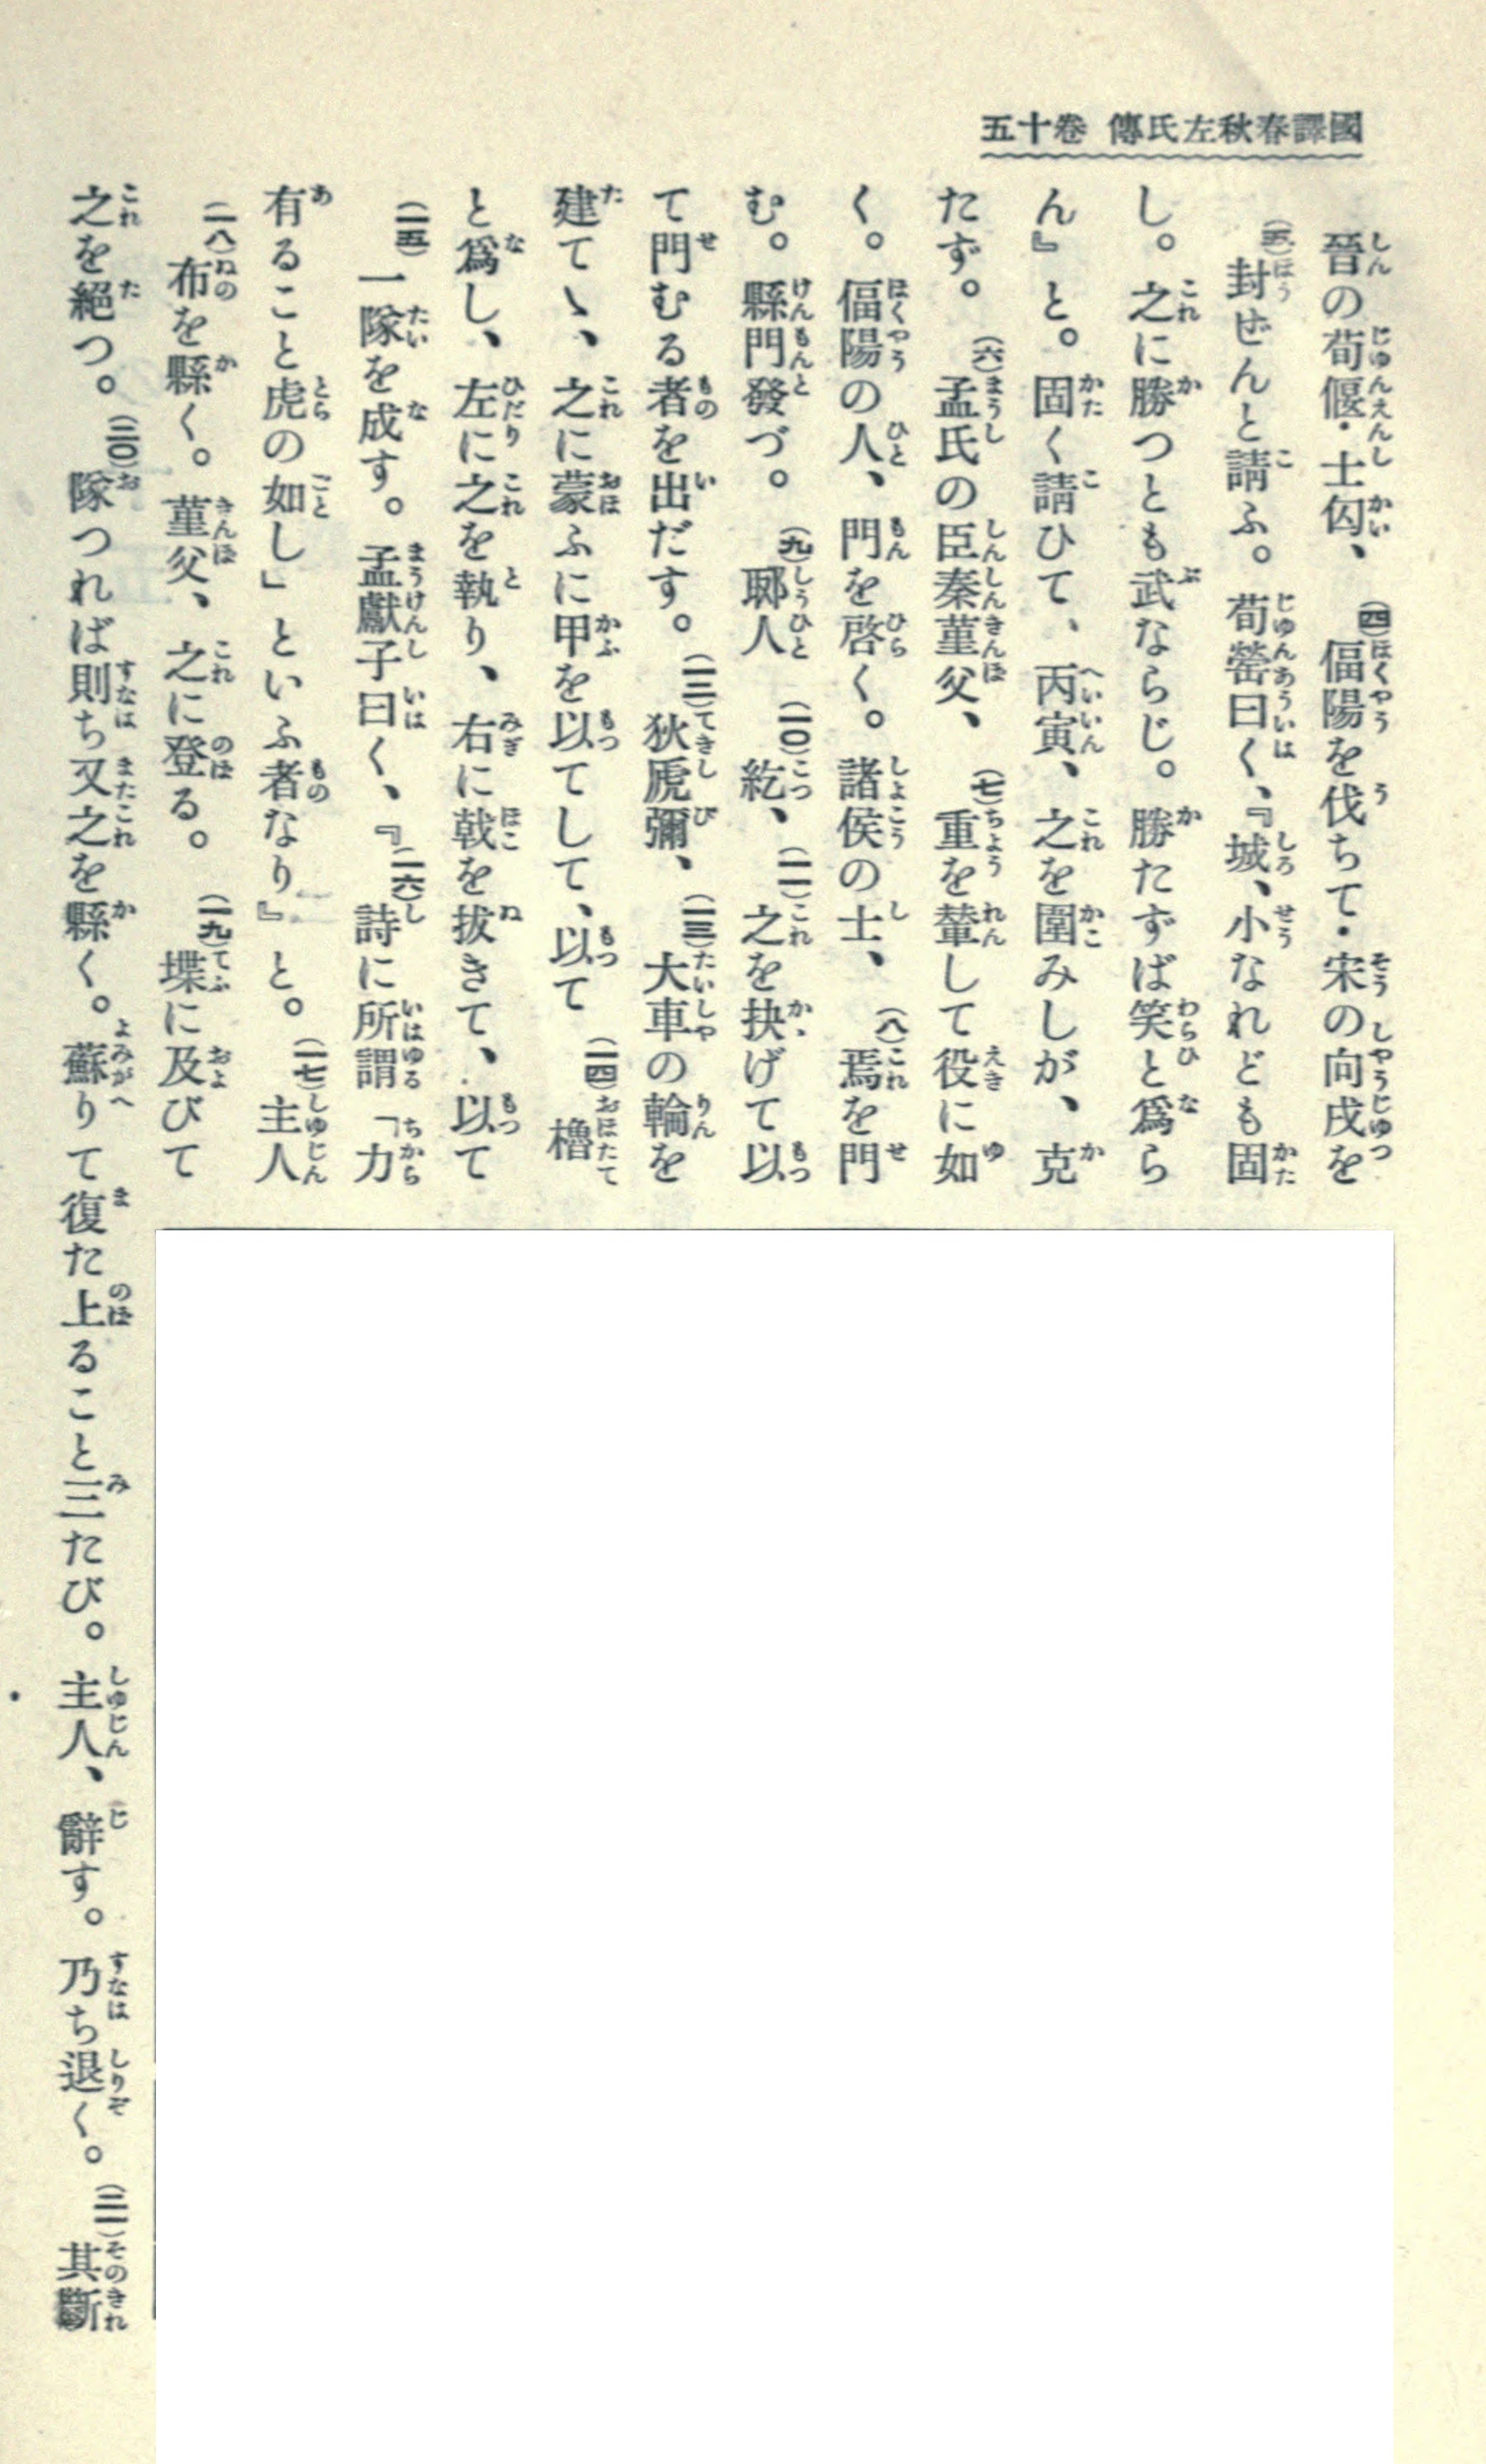 國譯春秋左氏傳 卷十五
晉の荀偃・士匃、㈣偪陽を伐ちて・宋の向戌を
封ぜんと請ふ。荀罃曰く、『城、小なれども固
し。之に勝つとも武ならじ。勝たずば笑と爲ら
ん』と。固く請ひて、丙寅、之を圍みしが、克
たず。㈥孟氏の臣秦菫父、㈦重を輦して役に如
く。偪陽の人、門を啓く。諸侯の士、㈧焉を門
む。縣門發づ。㈨郰人㈩紇、(一一)之を抉げて以
て門むる者を出だす。(一二)狄虒彌、(一三)大車の輪を
建てゝ、之に蒙ふに甲を以てして、以て(一四)櫓
と爲し、左に之を執り、右に戟を拔きて、以て
(一五)一隊を成す。孟獻子曰く、『(一六)詩に所謂「力
有ること虎の如し」といふ者なり』と。(一七)主人
(一八)布を縣く。菫父、之に登る。(一九)堞に及びて
之を絕つ。(二〇)隊つれば則ち又之を縣く。蘇りて復た上ること三たび。主人、辭す。乃ち退く。(二一)其斷